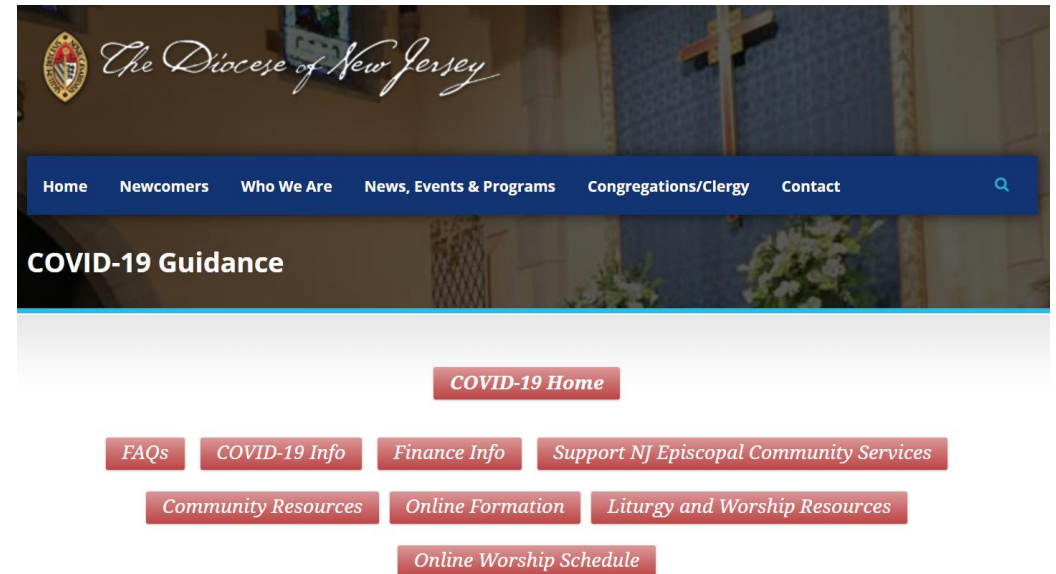 The Diocese of New Jersey
Home Newcomers Who We Are News, Events & Programs Congregations/Clergy Contact
COVID-19 Guidance
COVID-19 Home
FAQs COVID-19 Info Finance Info Support NJ Episcopal Community Services
Community Resources Online Formation Liturgy and Worship Resources
Online Worship Schedule